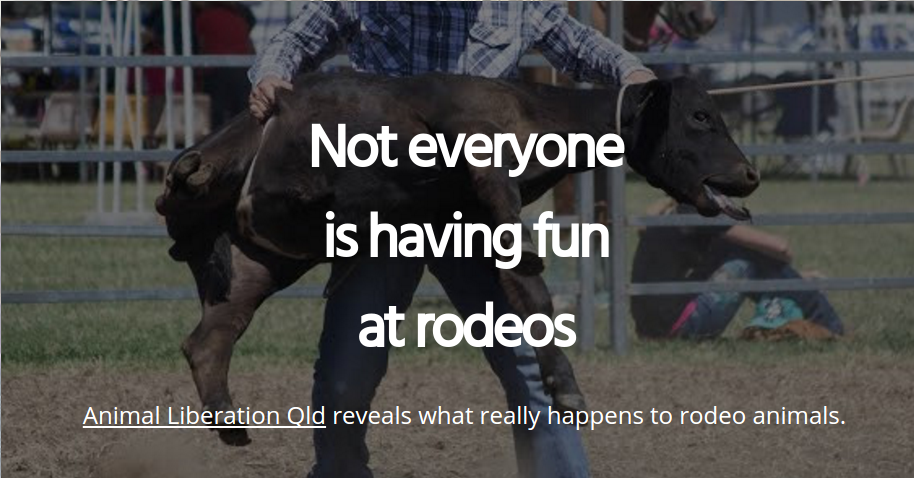 Not everyone
is having fun
at rodeos
Animal Liberation Qld reveals what really happens to rodeo animals.